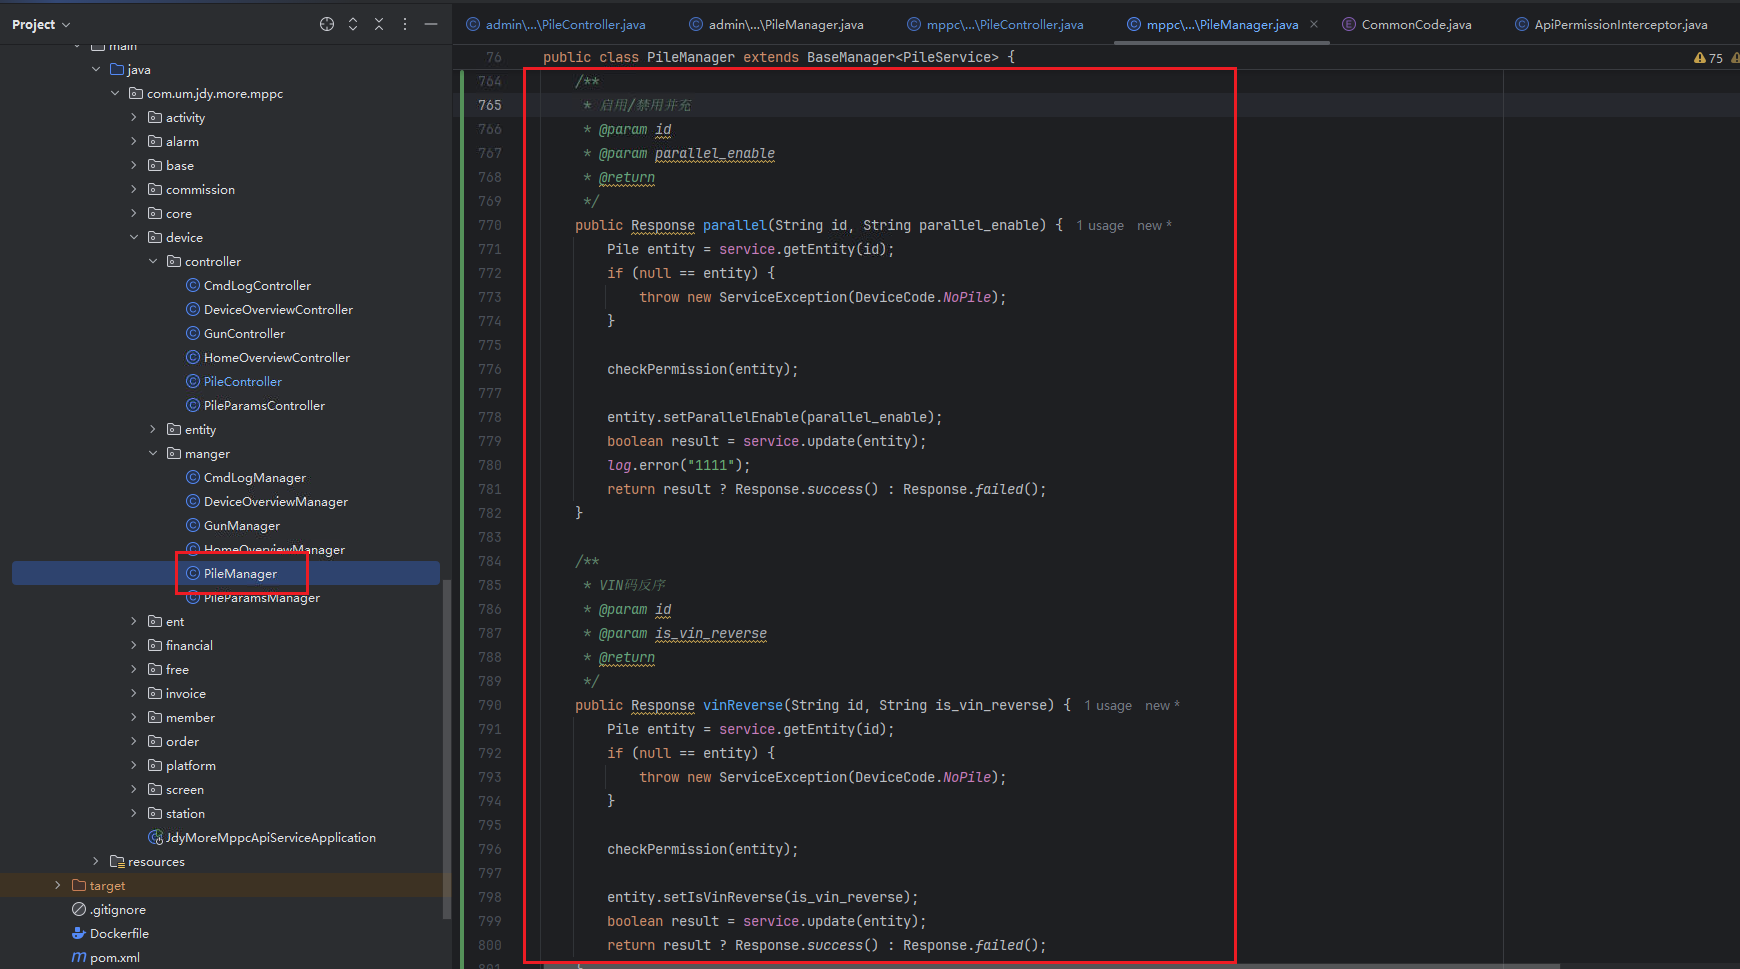 Project
admin\...\PileController.java
admin\...\PileManager.java
mppc\...\PileController.java
mppc\...\PileManager.java
CommonCode.java
ApiPermissionInterceptor.java
main
java
com.um.jdy.more.mppc
activity
alarm
base
commission
core
device
controller
CmdLogController
DeviceOverviewController
GunController
HomeOverviewController
PileController
PileParamsController
entity
manger
CmdLogManager
DeviceOverviewManager
GunManager
HomeOverviewManager
PileManager
PileParamsManager
ent
financial
free
invoice
member
order
platform
screen
station
JdyMoreMppcApiServiceApplication
resources
target
.gitignore
Dockerfile
pom.xml
76 public class PileManager extends BaseManager<PileService> {
75
764 /**
765 * 启用/禁用并充
766 * @param id
767 * @param parallel_enable
768 * @return
769 */
770 public Response parallel(String id, String parallel_enable) { 1 usage new *
771 Pile entity = service.getEntity(id);
772 if (null == entity) {
773 throw new ServiceException(DeviceCode.NoPile);
774 }
775
776 checkPermission(entity);
777
778 entity.setParallelEnable(parallel_enable);
779 boolean result = service.update(entity);
780 log.error("1111");
781 return result ? Response.success() : Response.failed();
782 }
783
784 /**
785 * VIN码反序
786 * @param id
787 * @param is_vin_reverse
788 * @return
789 */
790 public Response vinReverse(String id, String is_vin_reverse) { 1 usage new *
791 Pile entity = service.getEntity(id);
792 if (null == entity) {
793 throw new ServiceException(DeviceCode.NoPile);
794 }
795
796 checkPermission(entity);
797
798 entity.setIsVinReverse(is_vin_reverse);
799 boolean result = service.update(entity);
800 return result ? Response.success() : Response.failed();